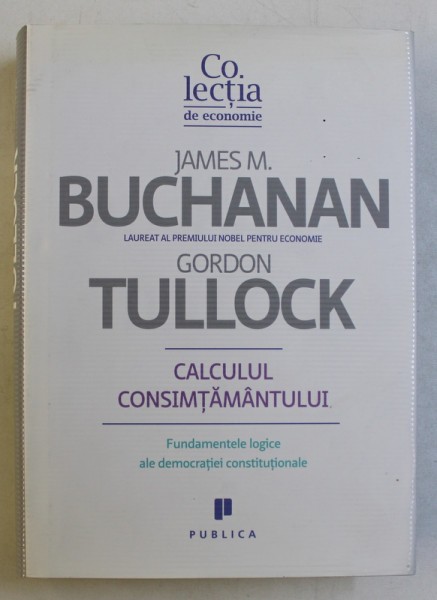 Co.
lecția
de economie
JAMES M.
BUCHANAN
LAUREAT AL PREMIULUI NOBEL PENTRU ECONOMIE
GORDON
TULLOCK
CALCULUL
CONSIMȚĂMÂNTULUI
Fundamentele logice
ale democrației constituționale
PUBLICA